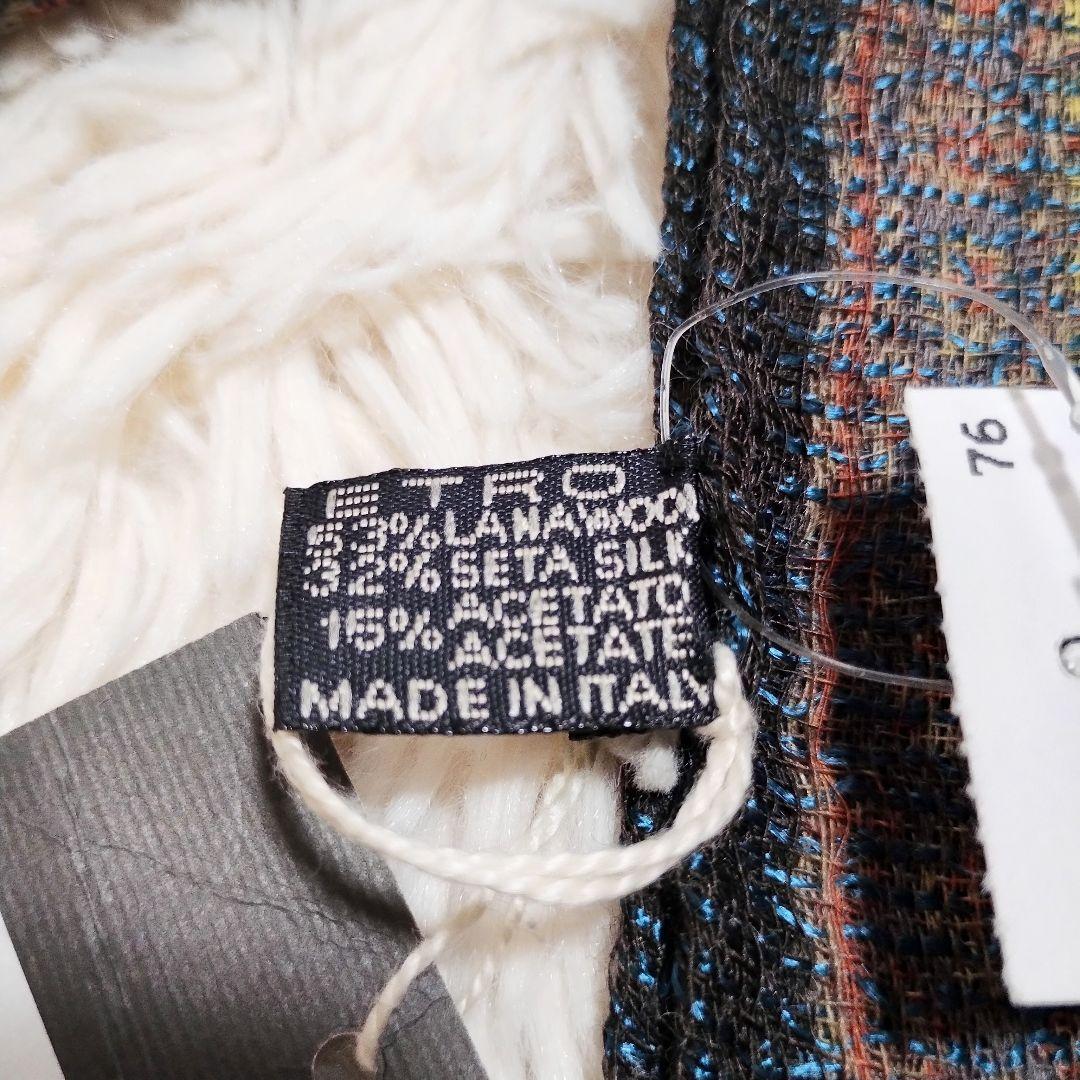 ETRO
53% LANA/WOOL
32% SETA SILK
15% ACETATO
ACETATE
MADE IN ITALY
76